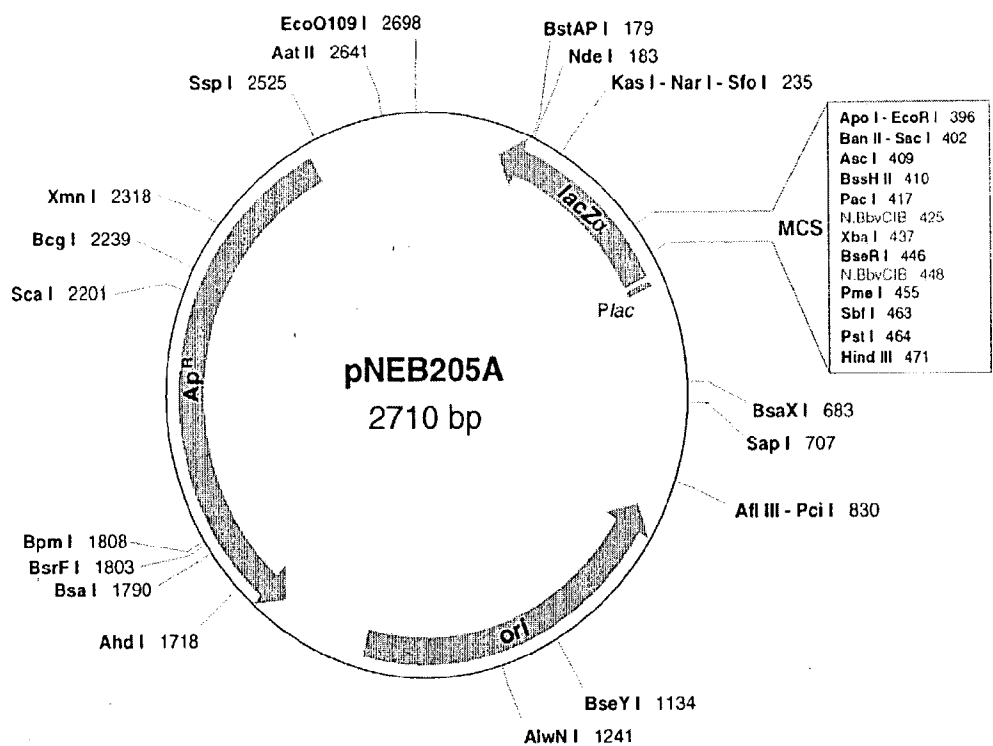 EcoO109 I 2698
Aat II 2641
Ssp I 2525
BstAP I 179
Nde I 183
Kas I - Nar I - Sfo I 235
Apo I - EcoR I 396
Ban II - Sac I 402
Asc I 409
BssH II 410
Pac I 417
N.BbvCIB 425
Xba I 437
BseR I 446
N.BbvCIB 448
Pme I 455
Sbf I 463
Pst I 464
Hind III 471
MCS
lacZα
Plac
Xmn I 2318
Bcg I 2239
Sca I 2201
ApR
pNEB205A
2710 bp
BsaX I 683
Sap I 707
Afl III - Pci I 830
Bpm I 1808
BsrF I 1803
Bsa I 1790
Ahd I 1718
ori
BseY I 1134
AlwN I 1241